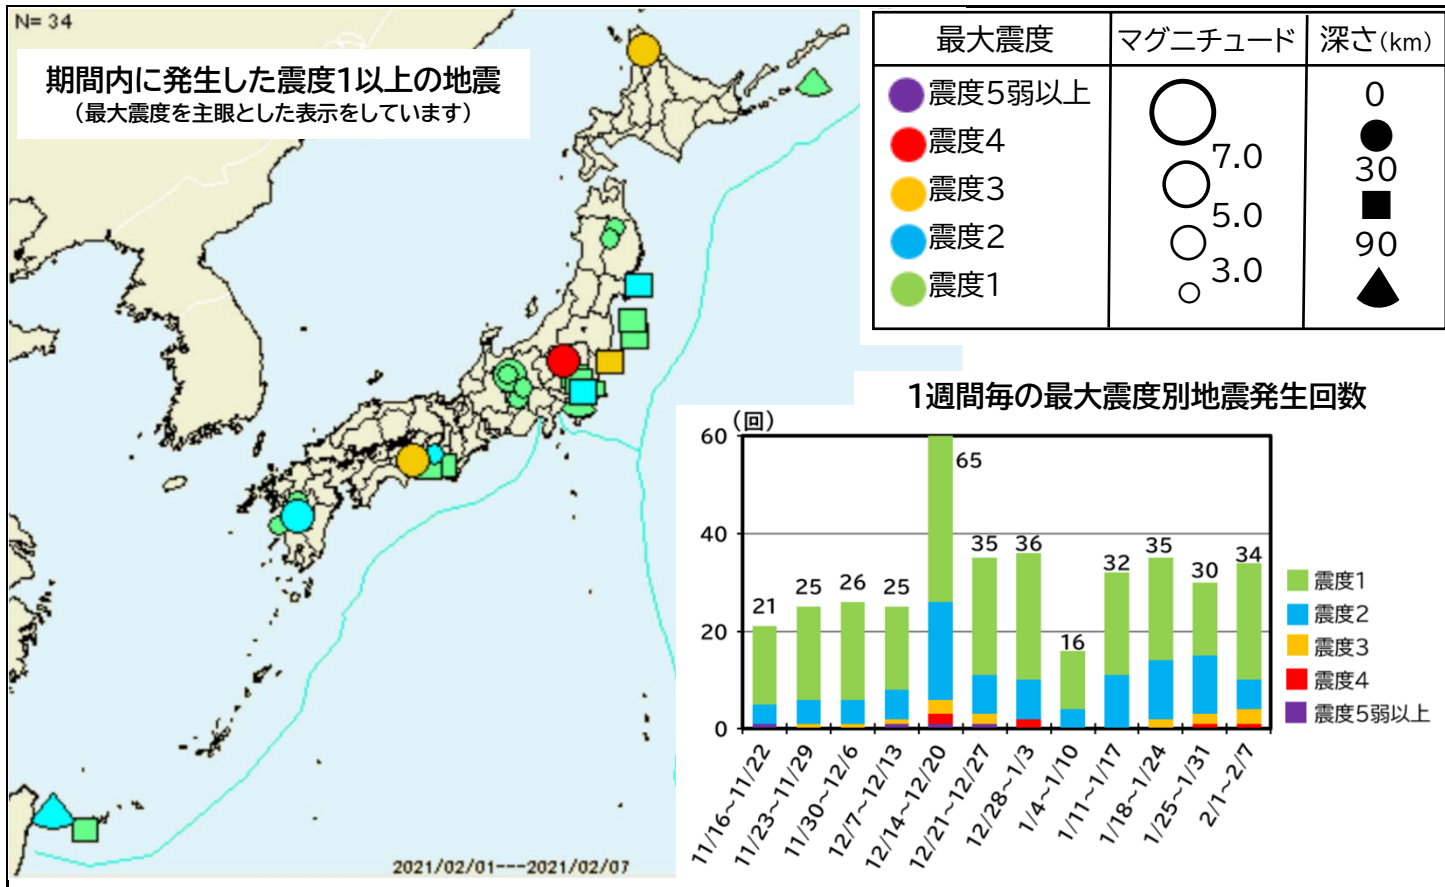 N= 34
期間内に発生した震度1以上の地震
（最大震度を主眼とした表示をしています）
2021/02/01---2021/02/07
最大震度 マグニチュード 深さ(km)
震度5弱以上
震度4
震度3
震度2
震度1
7.0
5.0
3.0
0
30
90
1週間毎の最大震度別地震発生回数
（回）
60
40
20
0
21
25
26
25
65
35
36
16
32
35
30
34
11/16~11/22
11/23~11/29
11/30~12/6
12/7~12/13
12/14~12/20
12/21~12/27
12/28~1/3
1/4~1/10
1/11~1/17
1/18~1/24
1/25~1/31
2/1~2/7
震度1
震度2
震度3
震度4
震度5弱以上